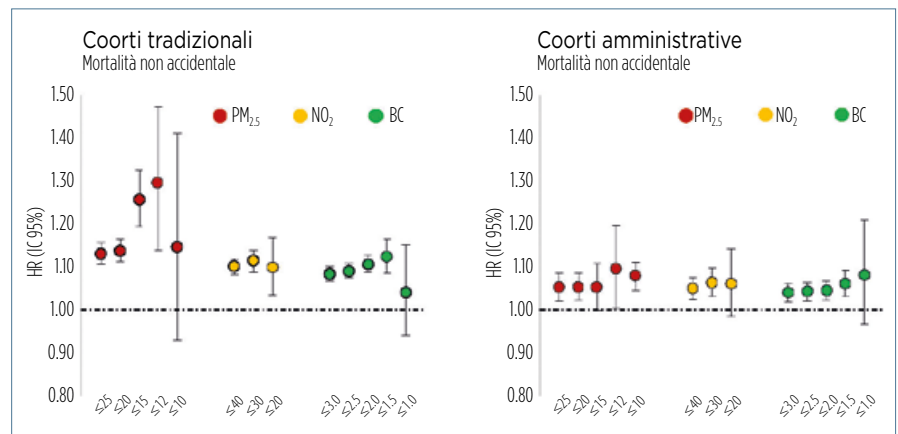 Coorti tradizionali
Mortalità non accidentale
HR (IC 95%)
1.50
1.40
1.30
1.20
1.10
1.00
0.90
0.80
PM2.5 NO2 BC
≤25 ≤20 ≤15 ≤12 ≤10 ≤40 ≤30 ≤20 ≤3.0 ≤2.5 ≤2.0 ≤1.5 ≤1.0
Coorti amministrative
Mortalità non accidentale
HR (IC 95%)
1.50
1.40
1.30
1.20
1.10
1.00
0.90
0.80
PM2.5 NO2 BC
≤25 ≤20 ≤15 ≤12 ≤10 ≤40 ≤30 ≤20 ≤3.0 ≤2.5 ≤2.0 ≤1.5 ≤1.0